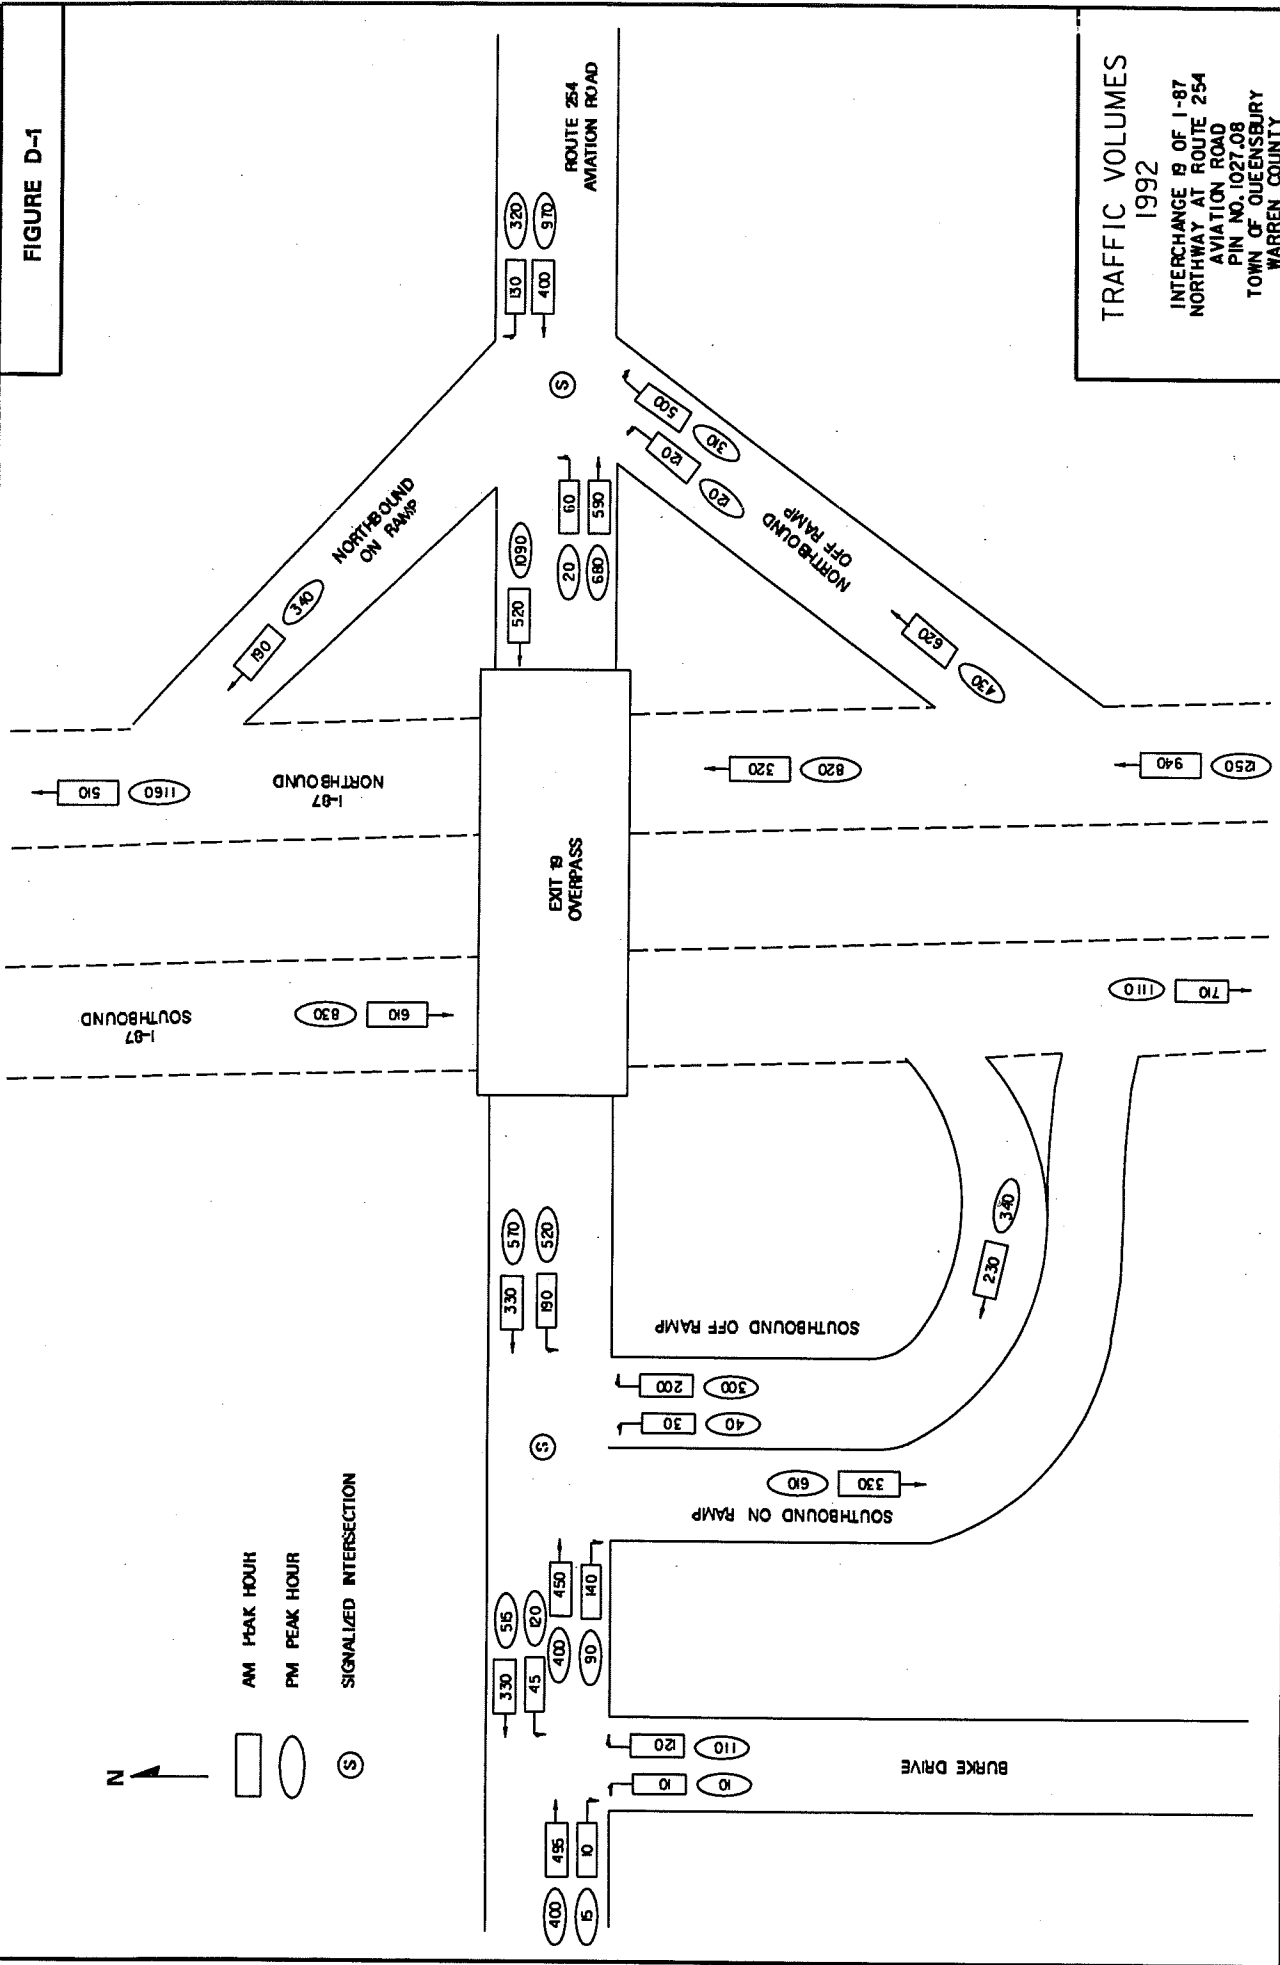 FIGURE D-1
TRAFFIC VOLUMES
1992
INTERCHANGE 19 OF I-87
NORTHWAY AT ROUTE 254
AVIATION ROAD
PIN NO. 1027.08
TOWN OF QUEENSBURY
WARREN COUNTY
N
AM PEAK HOUR
PM PEAK HOUR
S
SIGNALIZED INTERSECTION
I-87
SOUTHBOUND
830
610
I-87
NORTHBOUND
510
1160
NORTHBOUND
ON RAMP
190
340
ROUTE 254
AVIATION ROAD
130
320
400
970
S
60
20
590
680
520
1090
EXIT 19
OVERPASS
500
310
120
120
NORTHBOUND
OFF RAMP
620
430
320
820
940
1250
1110
710
330
570
190
520
S
SOUTHBOUND OFF RAMP
200
300
30
40
230
340
SOUTHBOUND ON RAMP
610
330
330
515
45
120
400
450
90
140
BURKE DRIVE
120
110
10
10
400
495
15
10